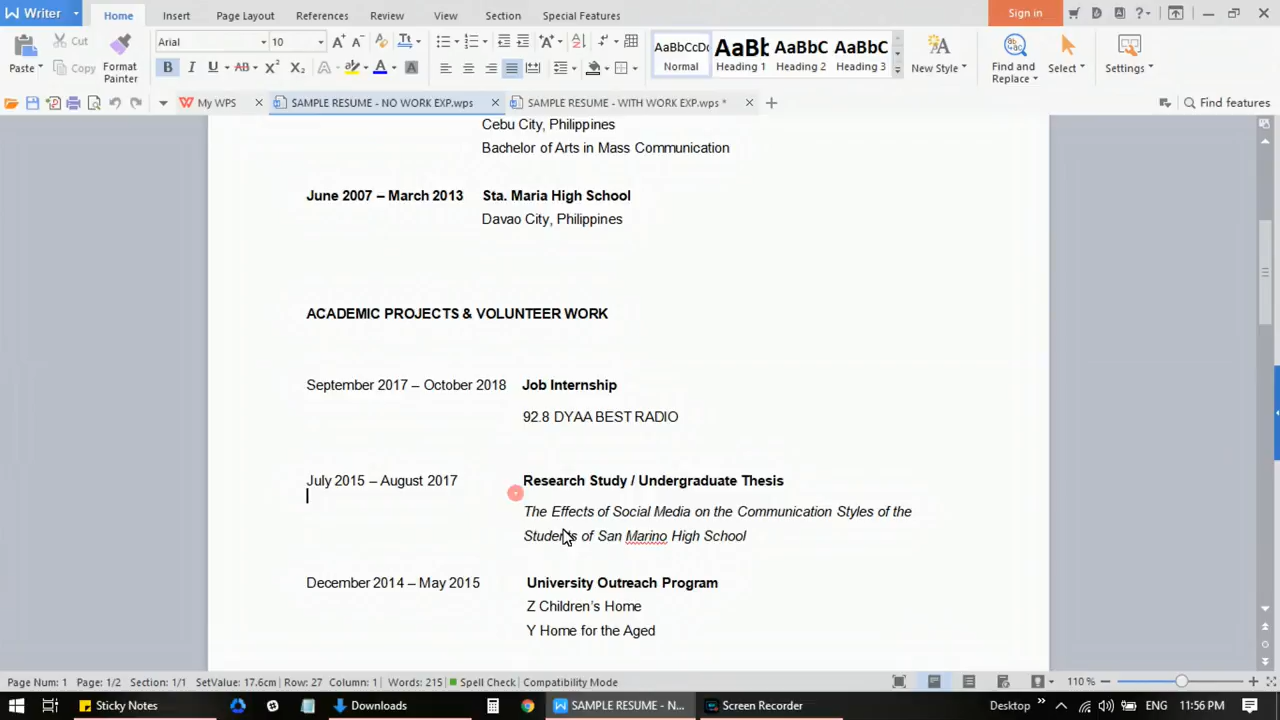 Writer
Home Insert Page Layout References Review View Section Special Features Sign in
Paste Cut Copy Format Painter
Arial 10
AaBbCcDc AaBb AaBbC AaBbC
Normal Heading 1 Heading 2 Heading 3 New Style Find and Replace Select Settings
My WPS SAMPLE RESUME - NO WORK EXP.wps SAMPLE RESUME - WITH WORK EXP.wps * Find features
Cebu City, Philippines
Bachelor of Arts in Mass Communication
June 2007 – March 2013 Sta. Maria High School
Davao City, Philippines
ACADEMIC PROJECTS & VOLUNTEER WORK
September 2017 – October 2018 Job Internship
92.8 DYAA BEST RADIO
July 2015 – August 2017 Research Study / Undergraduate Thesis
The Effects of Social Media on the Communication Styles of the
Students of San Marino High School
December 2014 – May 2015 University Outreach Program
Z Children's Home
Y Home for the Aged
Page Num: 1 Page: 1/2 Section: 1/1 SetValue: 17.6cm Row: 27 Column: 1 Words: 215 Spell Check Compatibility Mode 110 %
Sticky Notes Downloads SAMPLE RESUME - N... Screen Recorder Desktop 11:56 PM